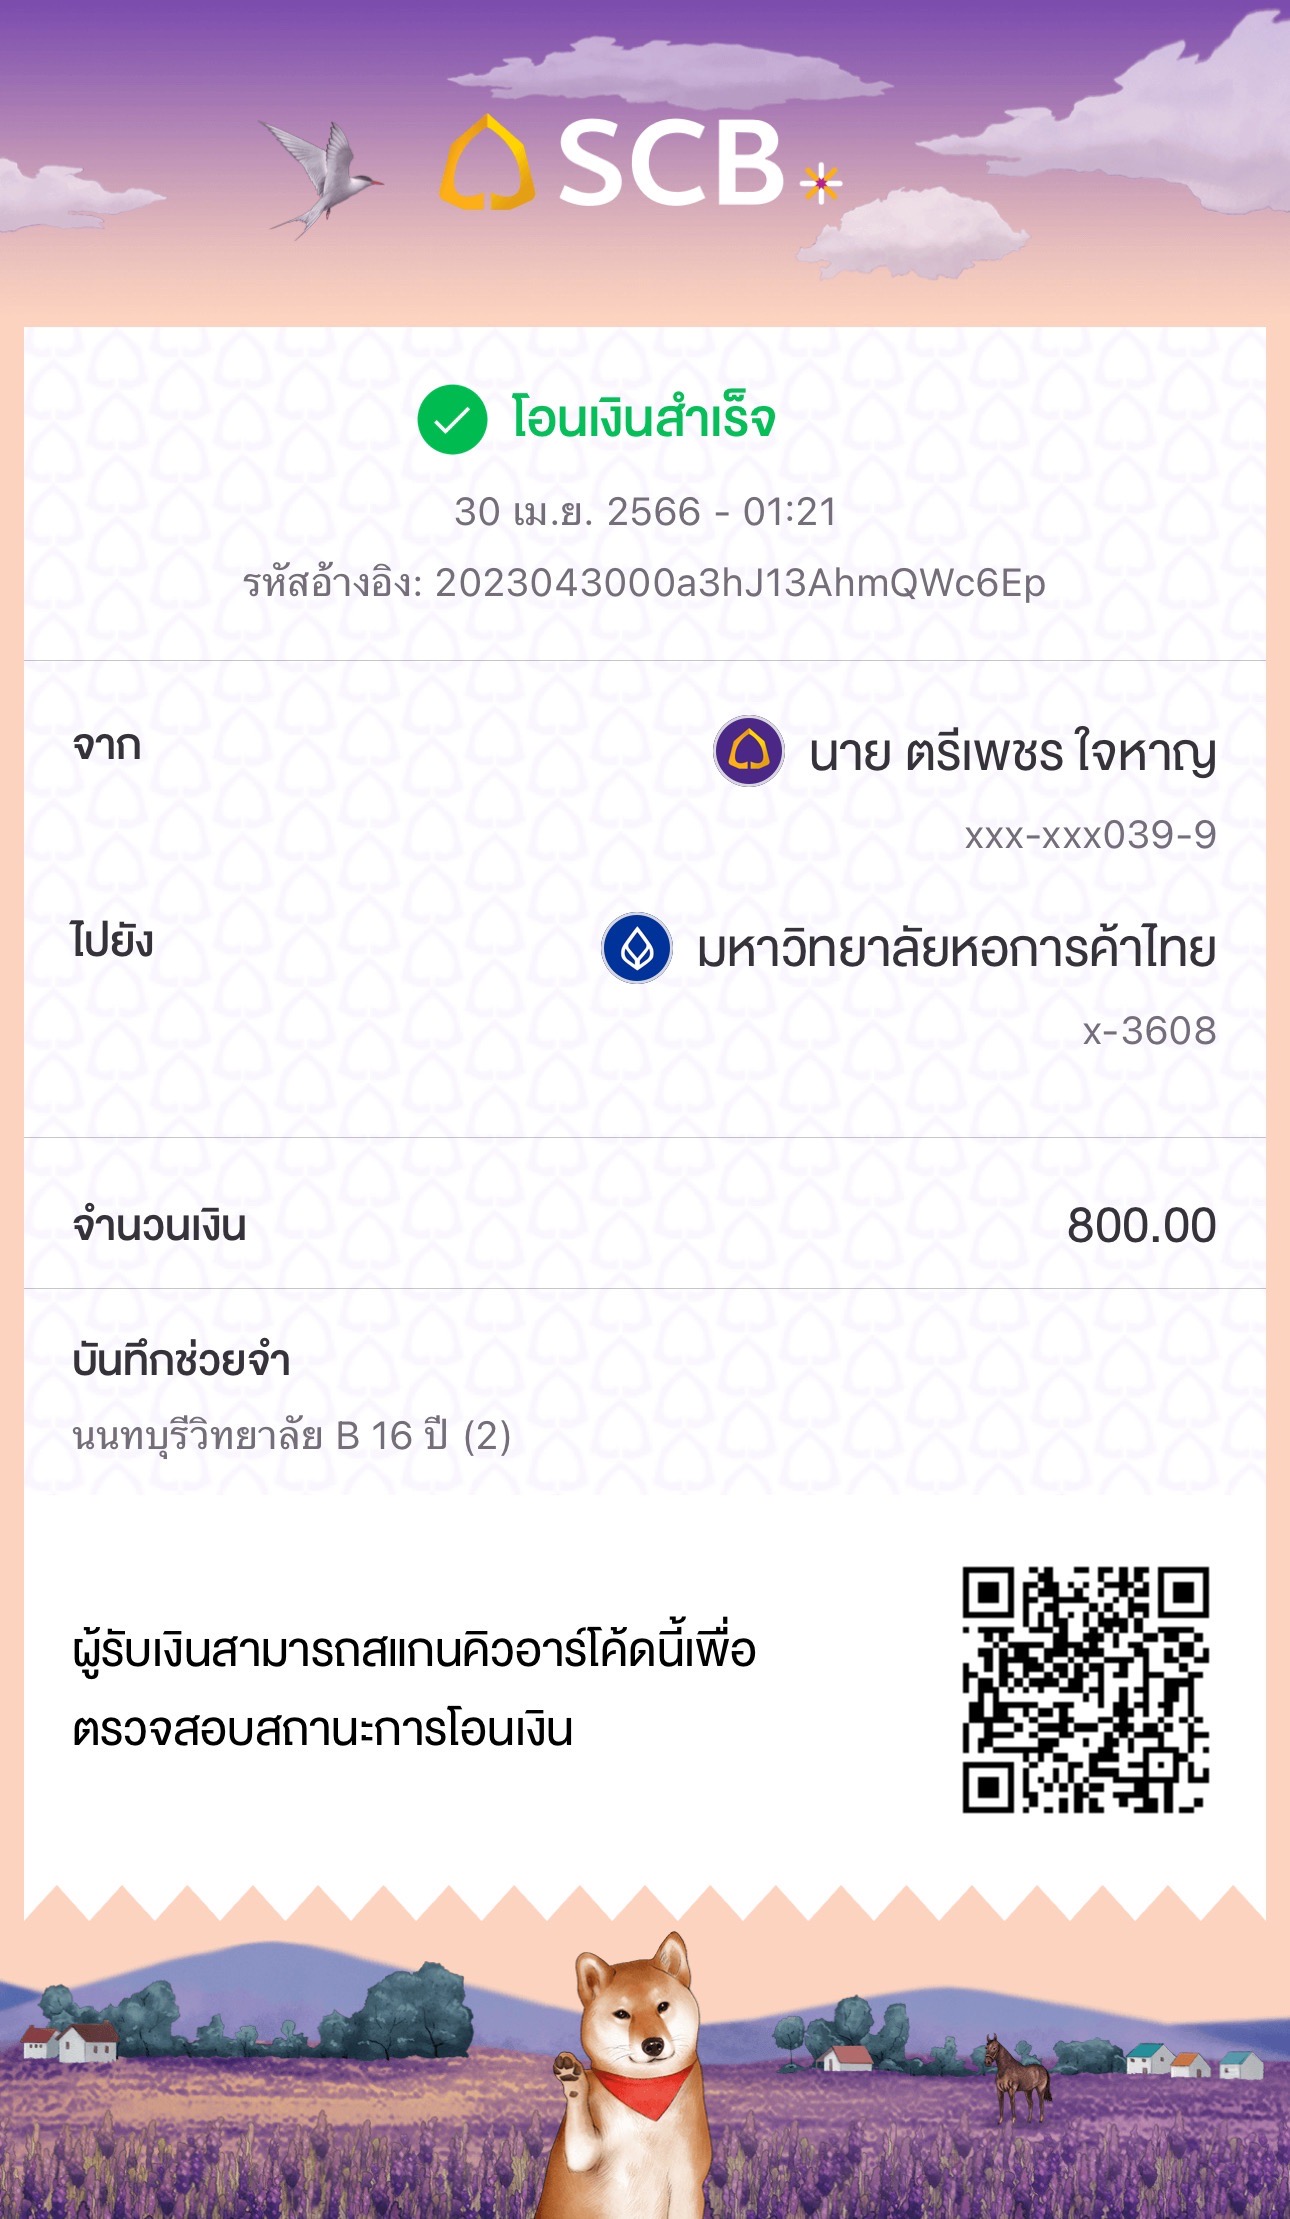 SCB
โอนเงินสำเร็จ
30 เม.ย. 2566 - 01:21
รหัสอ้างอิง: 2023043000a3hJ13AhmQWc6Ep
จาก
นาย ตรีเพชร ใจหาญ
xxx-xxx039-9
ไปยัง
มหาวิทยาลัยหอการค้าไทย
x-3608
จำนวนเงิน
800.00
บันทึกช่วยจำ
นนทบุรีวิทยาลัย B 16 ปี (2)
ผู้รับเงินสามารถสแกนคิวอาร์โค้ดนี้เพื่อ
ตรวจสอบสถานะการโอนเงิน